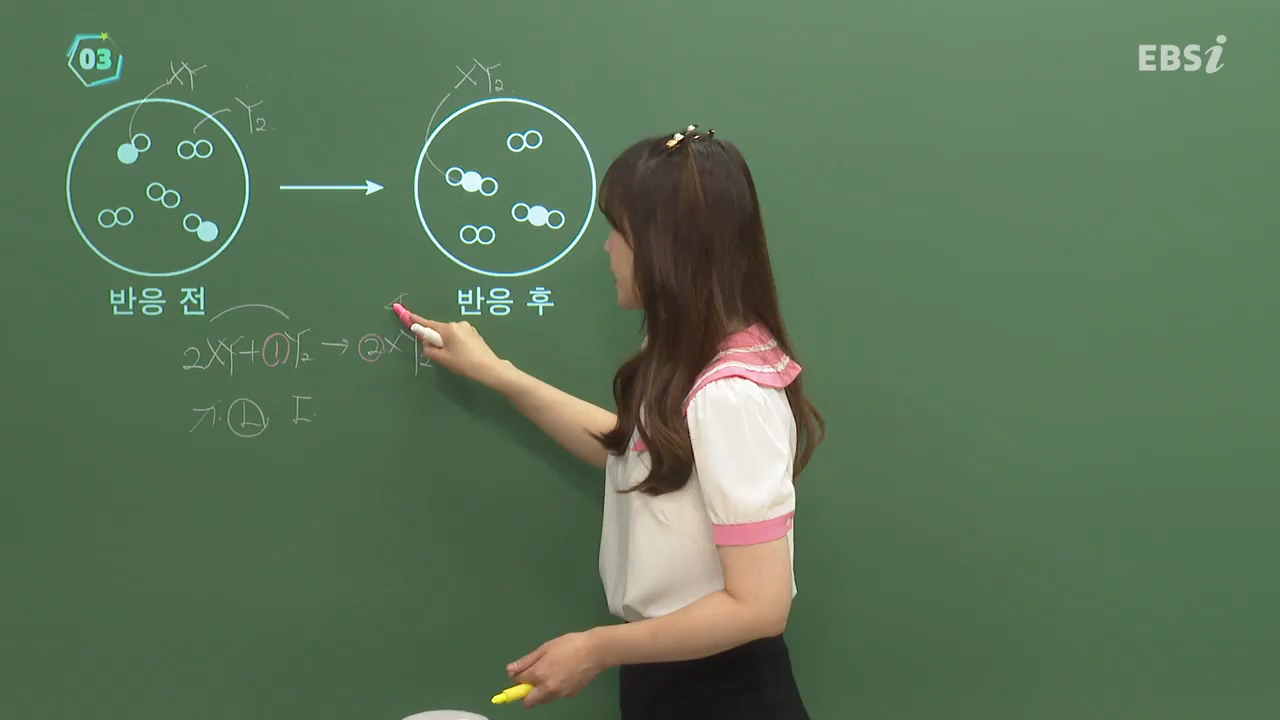 03
EBSi
XY
Y₂
XY₂
반응 전
반응 후
2XY+①Y₂ → ②XY₂
ㄱ. ㄴ. ㄷ.